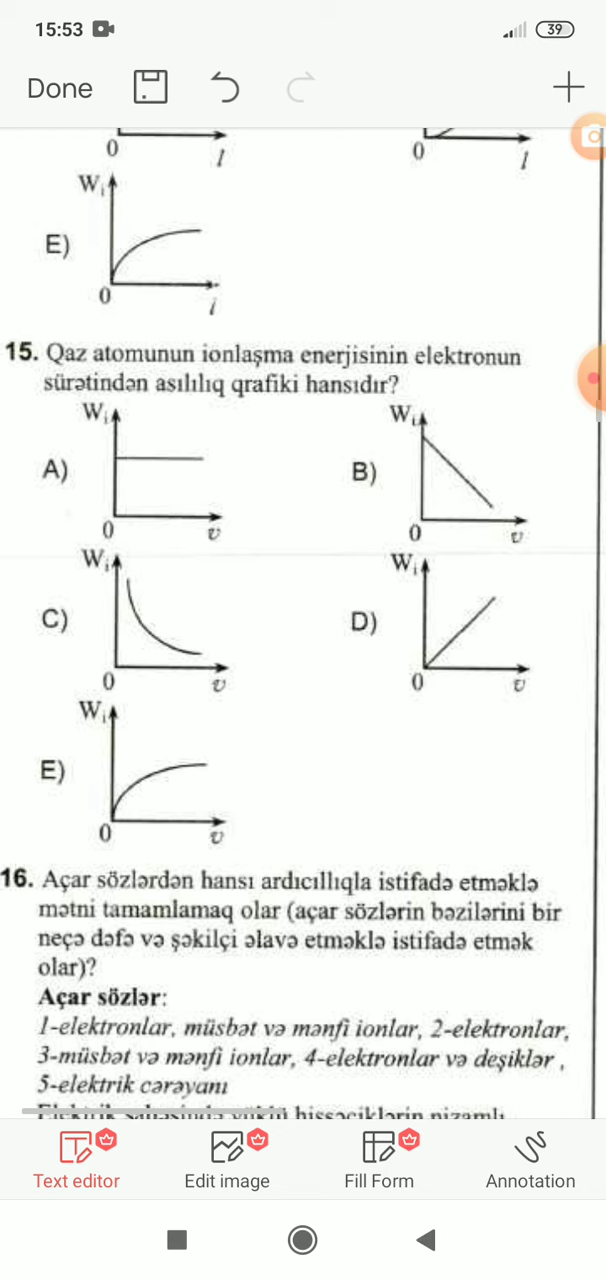 15:53
39
Done
0
l
0
l
Wᵢ
E)
0
i
15. Qaz atomunun ionlaşma enerjisinin elektronun
sürətindən asılılıq qrafiki hansıdır?
Wᵢ
A)
0
υ
Wᵢ
B)
0
υ
Wᵢ
C)
0
υ
Wᵢ
D)
0
υ
Wᵢ
E)
0
υ
16. Açar sözlərdən hansı ardıcıllıqla istifadə etməklə
mətni tamamlamaq olar (açar sözlərin bəzilərini bir
neçə dəfə və şəkilçi əlavə etməklə istifadə etmək
olar)?
Açar sözlər:
1-elektronlar, müsbət və mənfi ionlar, 2-elektronlar,
3-müsbət və mənfi ionlar, 4-elektronlar və deşiklər ,
5-elektrik cərəyanı
hissəciklərin nizamlı
Text editor
Edit image
Fill Form
Annotation